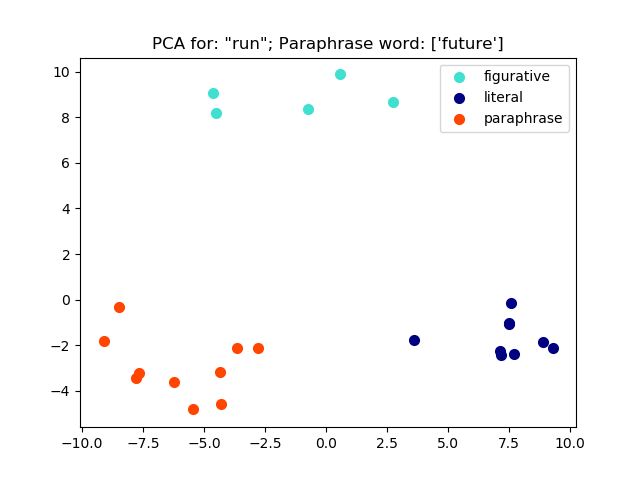 PCA for: "run"; Paraphrase word: ['future']
figurative
literal
paraphrase
10
8
6
4
2
0
−2
−4
−10.0 −7.5 −5.0 −2.5 0.0 2.5 5.0 7.5 10.0